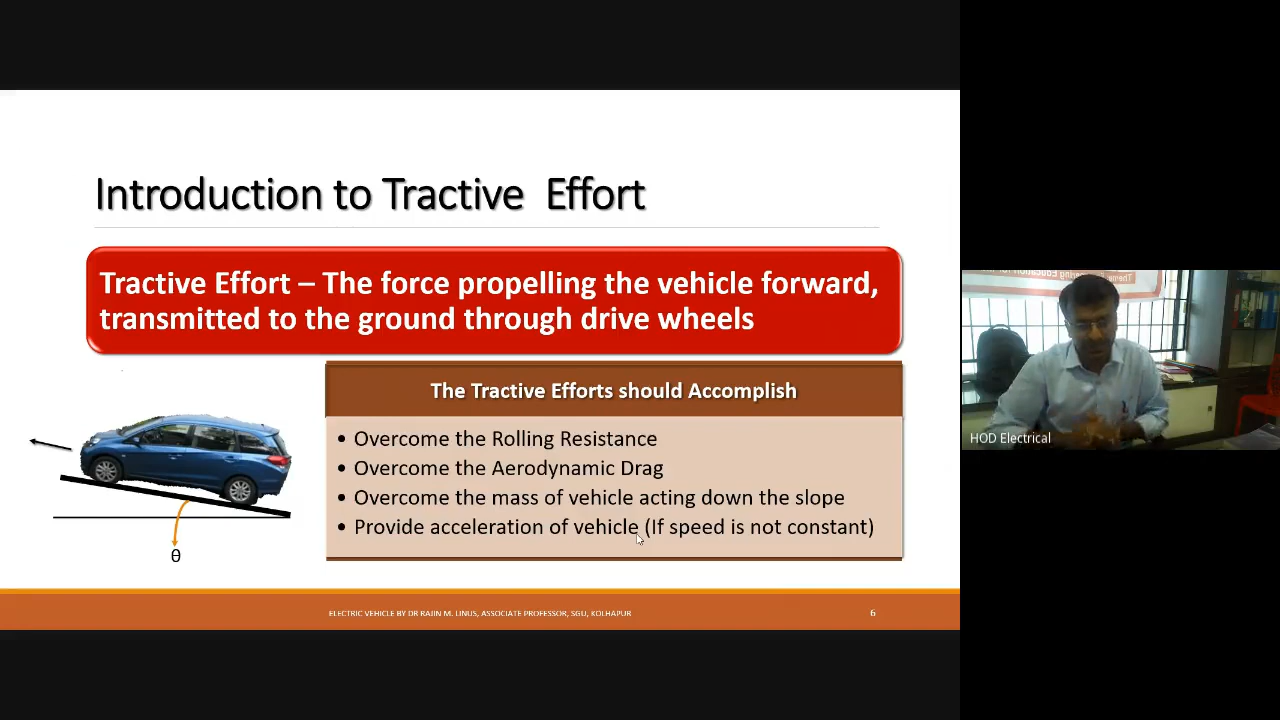 Introduction to Tractive Effort
Tractive Effort – The force propelling the vehicle forward,
transmitted to the ground through drive wheels
The Tractive Efforts should Accomplish
• Overcome the Rolling Resistance
• Overcome the Aerodynamic Drag
• Overcome the mass of vehicle acting down the slope
• Provide acceleration of vehicle (If speed is not constant)
θ
ELECTRIC VEHICLE BY DR RAJIN M. LINUS, ASSOCIATE PROFESSOR, SGU, KOLHAPUR
6
HOD Electrical